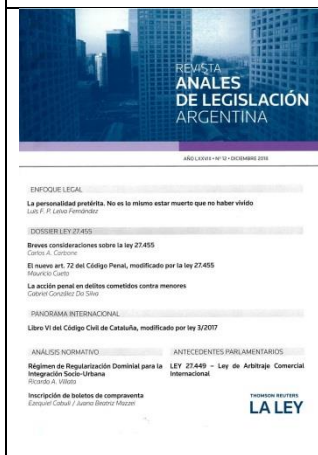 REVISTA
ANALES
DE LEGISLACIÓN
ARGENTINA
AÑO LXXVIII • Nº 12 • DICIEMBRE 2018
ENFOQUE LEGAL
La personalidad pretérita. No es lo mismo estar muerto que no haber vivido
Luis F. P. Leiva Fernández
DOSSIER LEY 27.455
Breves consideraciones sobre la ley 27.455
Carlos A. Carbone
El nuevo art. 72 del Código Penal, modificado por la ley 27.455
Mauricio Cueto
La acción penal en delitos cometidos contra menores
Gabriel González Da Silva
PANORAMA INTERNACIONAL
Libro VI del Código Civil de Cataluña, modificado por ley 3/2017
ANÁLISIS NORMATIVO
Régimen de Regularización Dominial para la
Integración Socio-Urbana
Ricardo A. Villata
Inscripción de boletos de compraventa
Ezequiel Cabuli / Juana Beatriz Mazzei
ANTECEDENTES PARLAMENTARIOS
LEY 27.449 – Ley de Arbitraje Comercial
Internacional
THOMSON REUTERS
LA LEY